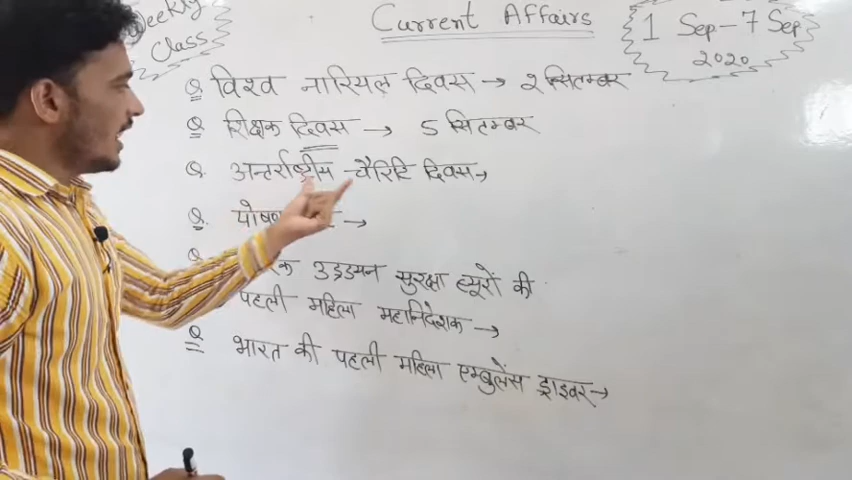 Weekly Class
Current Affairs
1 Sep - 7 Sep
2020
Q विश्व नारियल दिवस → 2 सितम्बर
Q शिक्षक दिवस → 5 सितम्बर
Q. अन्तर्राष्ट्रीय चैरिटि दिवस →
Q. →
उड्डयन सुरक्षा ब्यूरों की
पहली महिला महानिदेशक →
Q भारत की पहली महिला एम्बुलेंस ड्राइवर →